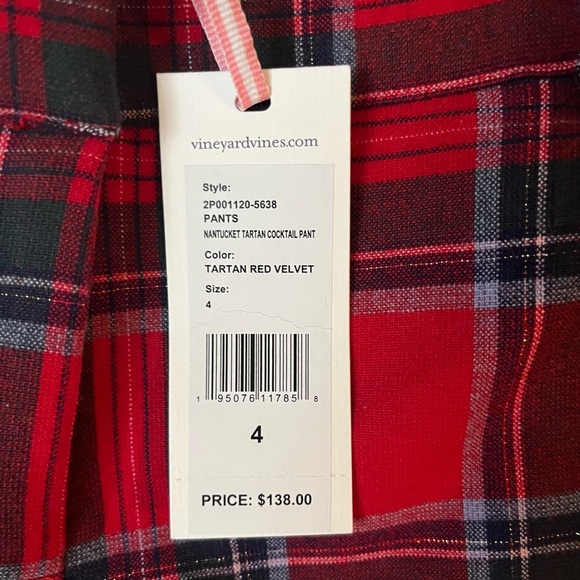 vineyardvines.com
Style:
2P001120-5638
PANTS
NANTUCKET TARTAN COCKTAIL PANT
Color:
TARTAN RED VELVET
Size:
4
1 95076 11785 8
4
PRICE: $138.00